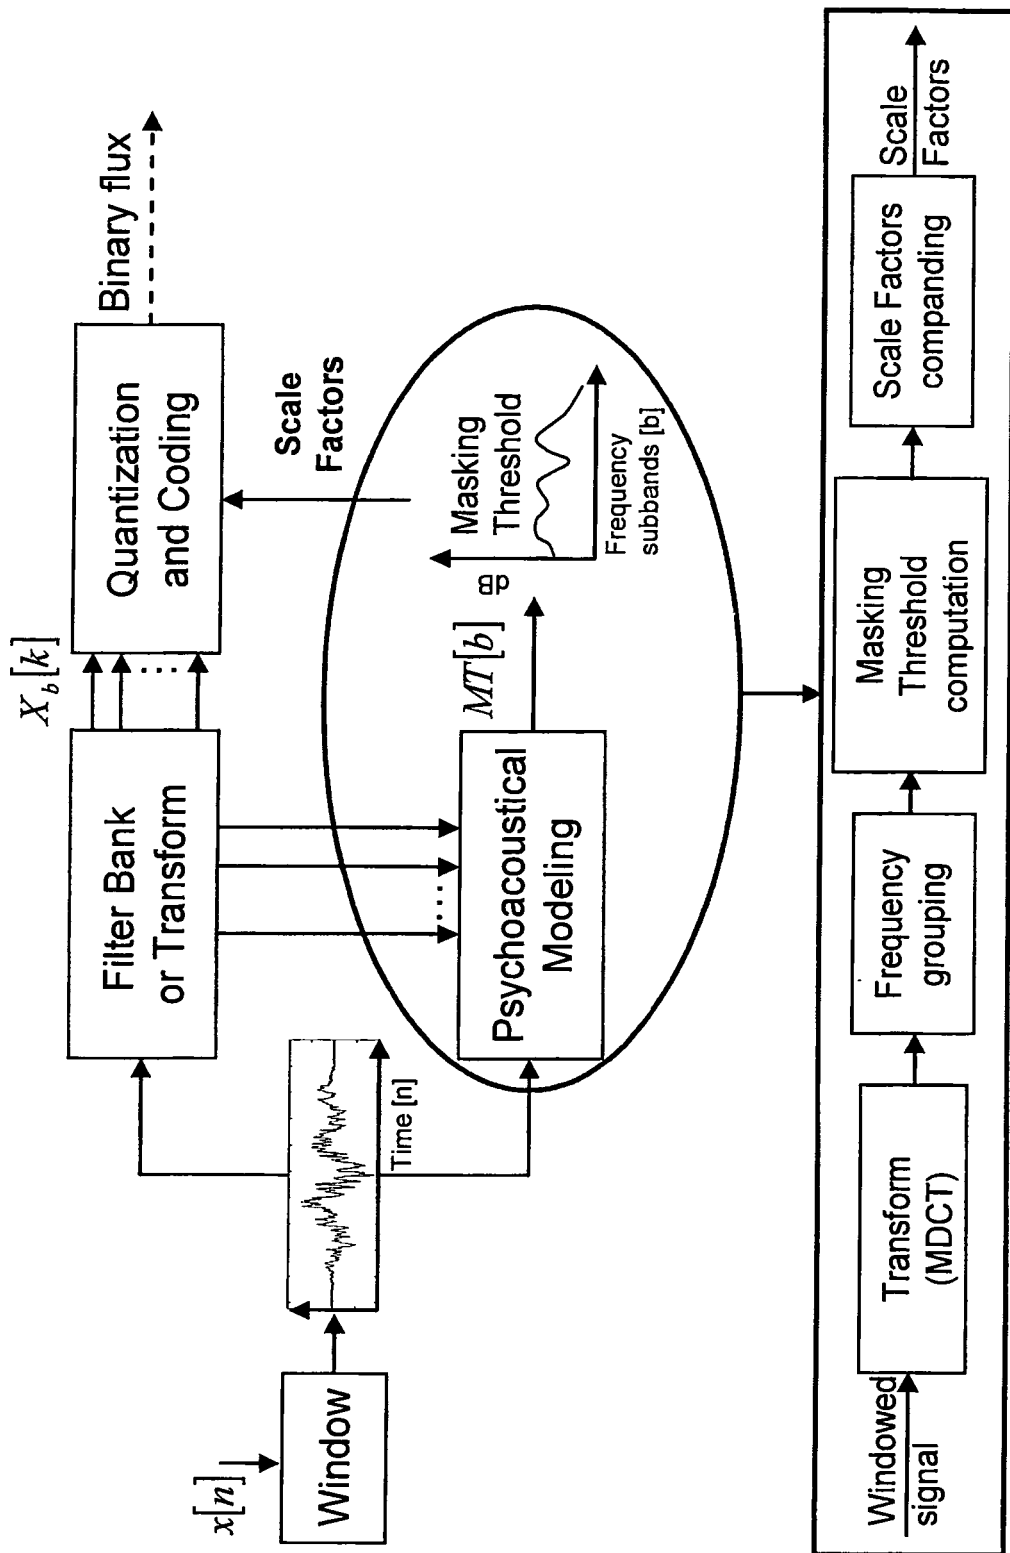 x[n]
Window
Time [n]
Filter Bank
or Transform
X_b[k]
...
Quantization
and Coding
Binary flux
....
Psychoacoustical
Modeling
MT[b]
dB
Masking
Threshold
Frequency
subbands [b]
Scale
Factors
Windowed
signal
Transform
(MDCT)
Frequency
grouping
Masking
Threshold
computation
Scale Factors
companding
Scale
Factors